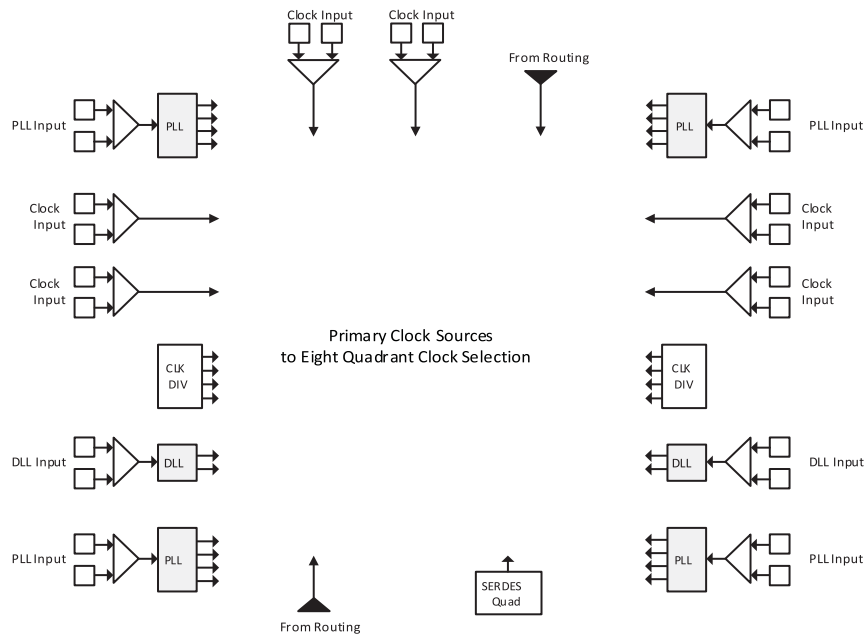 Clock Input
Clock Input
From Routing
PLL Input
PLL
PLL
PLL Input
Clock
Input
Clock
Input
Clock
Input
Clock
Input
Primary Clock Sources
to Eight Quadrant Clock Selection
CLK
DIV
CLK
DIV
DLL Input
DLL
DLL
DLL Input
PLL Input
PLL
SERDES
Quad
PLL
PLL Input
From Routing